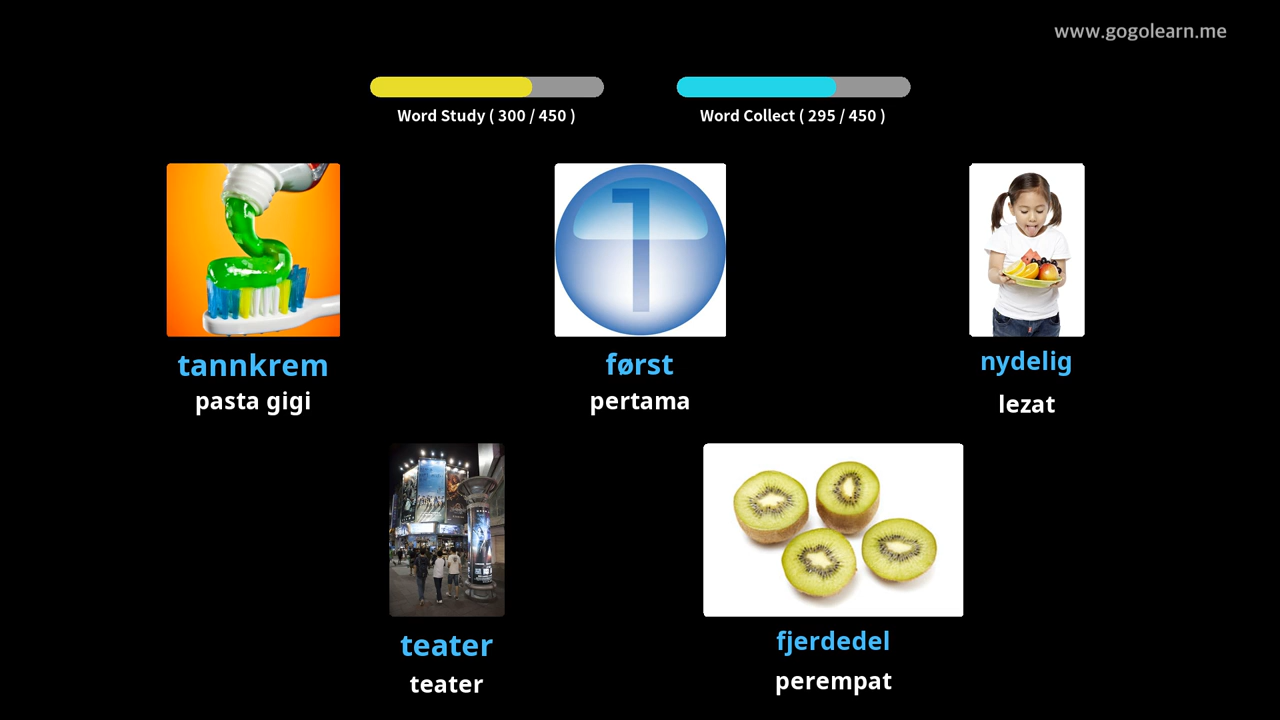 www.gogolearn.me
Word Study ( 300 / 450 )
Word Collect ( 295 / 450 )
1
tannkrem
pasta gigi
først
pertama
nydelig
lezat
teater
teater
fjerdedel
perempat